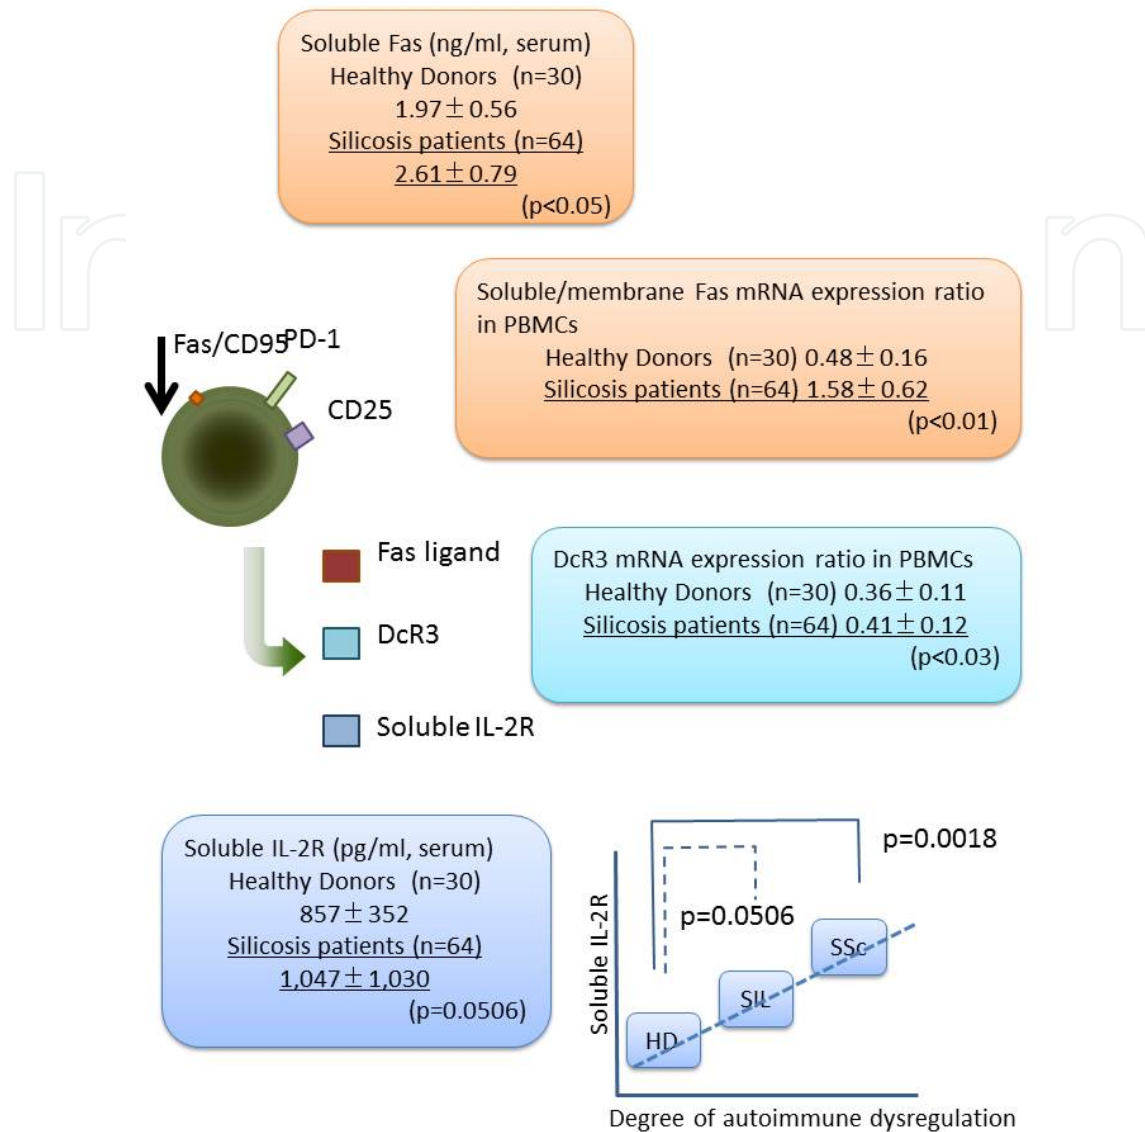 Soluble Fas (ng/ml, serum)
Healthy Donors (n=30)
1.97±0.56
Silicosis patients (n=64)
2.61±0.79
(p<0.05)
Soluble/membrane Fas mRNA expression ratio
in PBMCs
Healthy Donors (n=30) 0.48±0.16
Silicosis patients (n=64) 1.58±0.62
(p<0.01)
Fas/CD95
PD-1
CD25
Fas ligand
DcR3
Soluble IL-2R
DcR3 mRNA expression ratio in PBMCs
Healthy Donors (n=30) 0.36±0.11
Silicosis patients (n=64) 0.41±0.12
(p<0.03)
Soluble IL-2R (pg/ml, serum)
Healthy Donors (n=30)
857±352
Silicosis patients (n=64)
1,047±1,030
(p=0.0506)
p=0.0018
p=0.0506
Soluble IL-2R
SSc
SIL
HD
Degree of autoimmune dysregulation